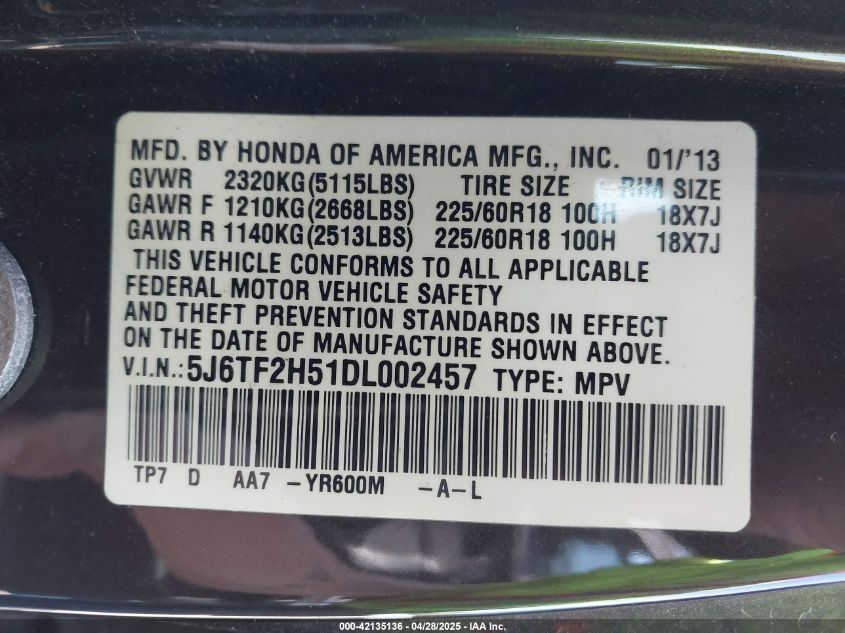 MFD. BY HONDA OF AMERICA MFG., INC. 01/'13
GVWR 2320KG(5115LBS) TIRE SIZE RIM SIZE
GAWR F 1210KG(2668LBS) 225/60R18 100H 18X7J
GAWR R 1140KG(2513LBS) 225/60R18 100H 18X7J
THIS VEHICLE CONFORMS TO ALL APPLICABLE
FEDERAL MOTOR VEHICLE SAFETY
AND THEFT PREVENTION STANDARDS IN EFFECT
ON THE DATE OF MANUFACTURE SHOWN ABOVE.
V.I.N.:5J6TF2H51DL002457 TYPE: MPV
TP7 D AA7 -YR600M -A-L
000-42135136 - 04/28/2025 - IAA Inc.